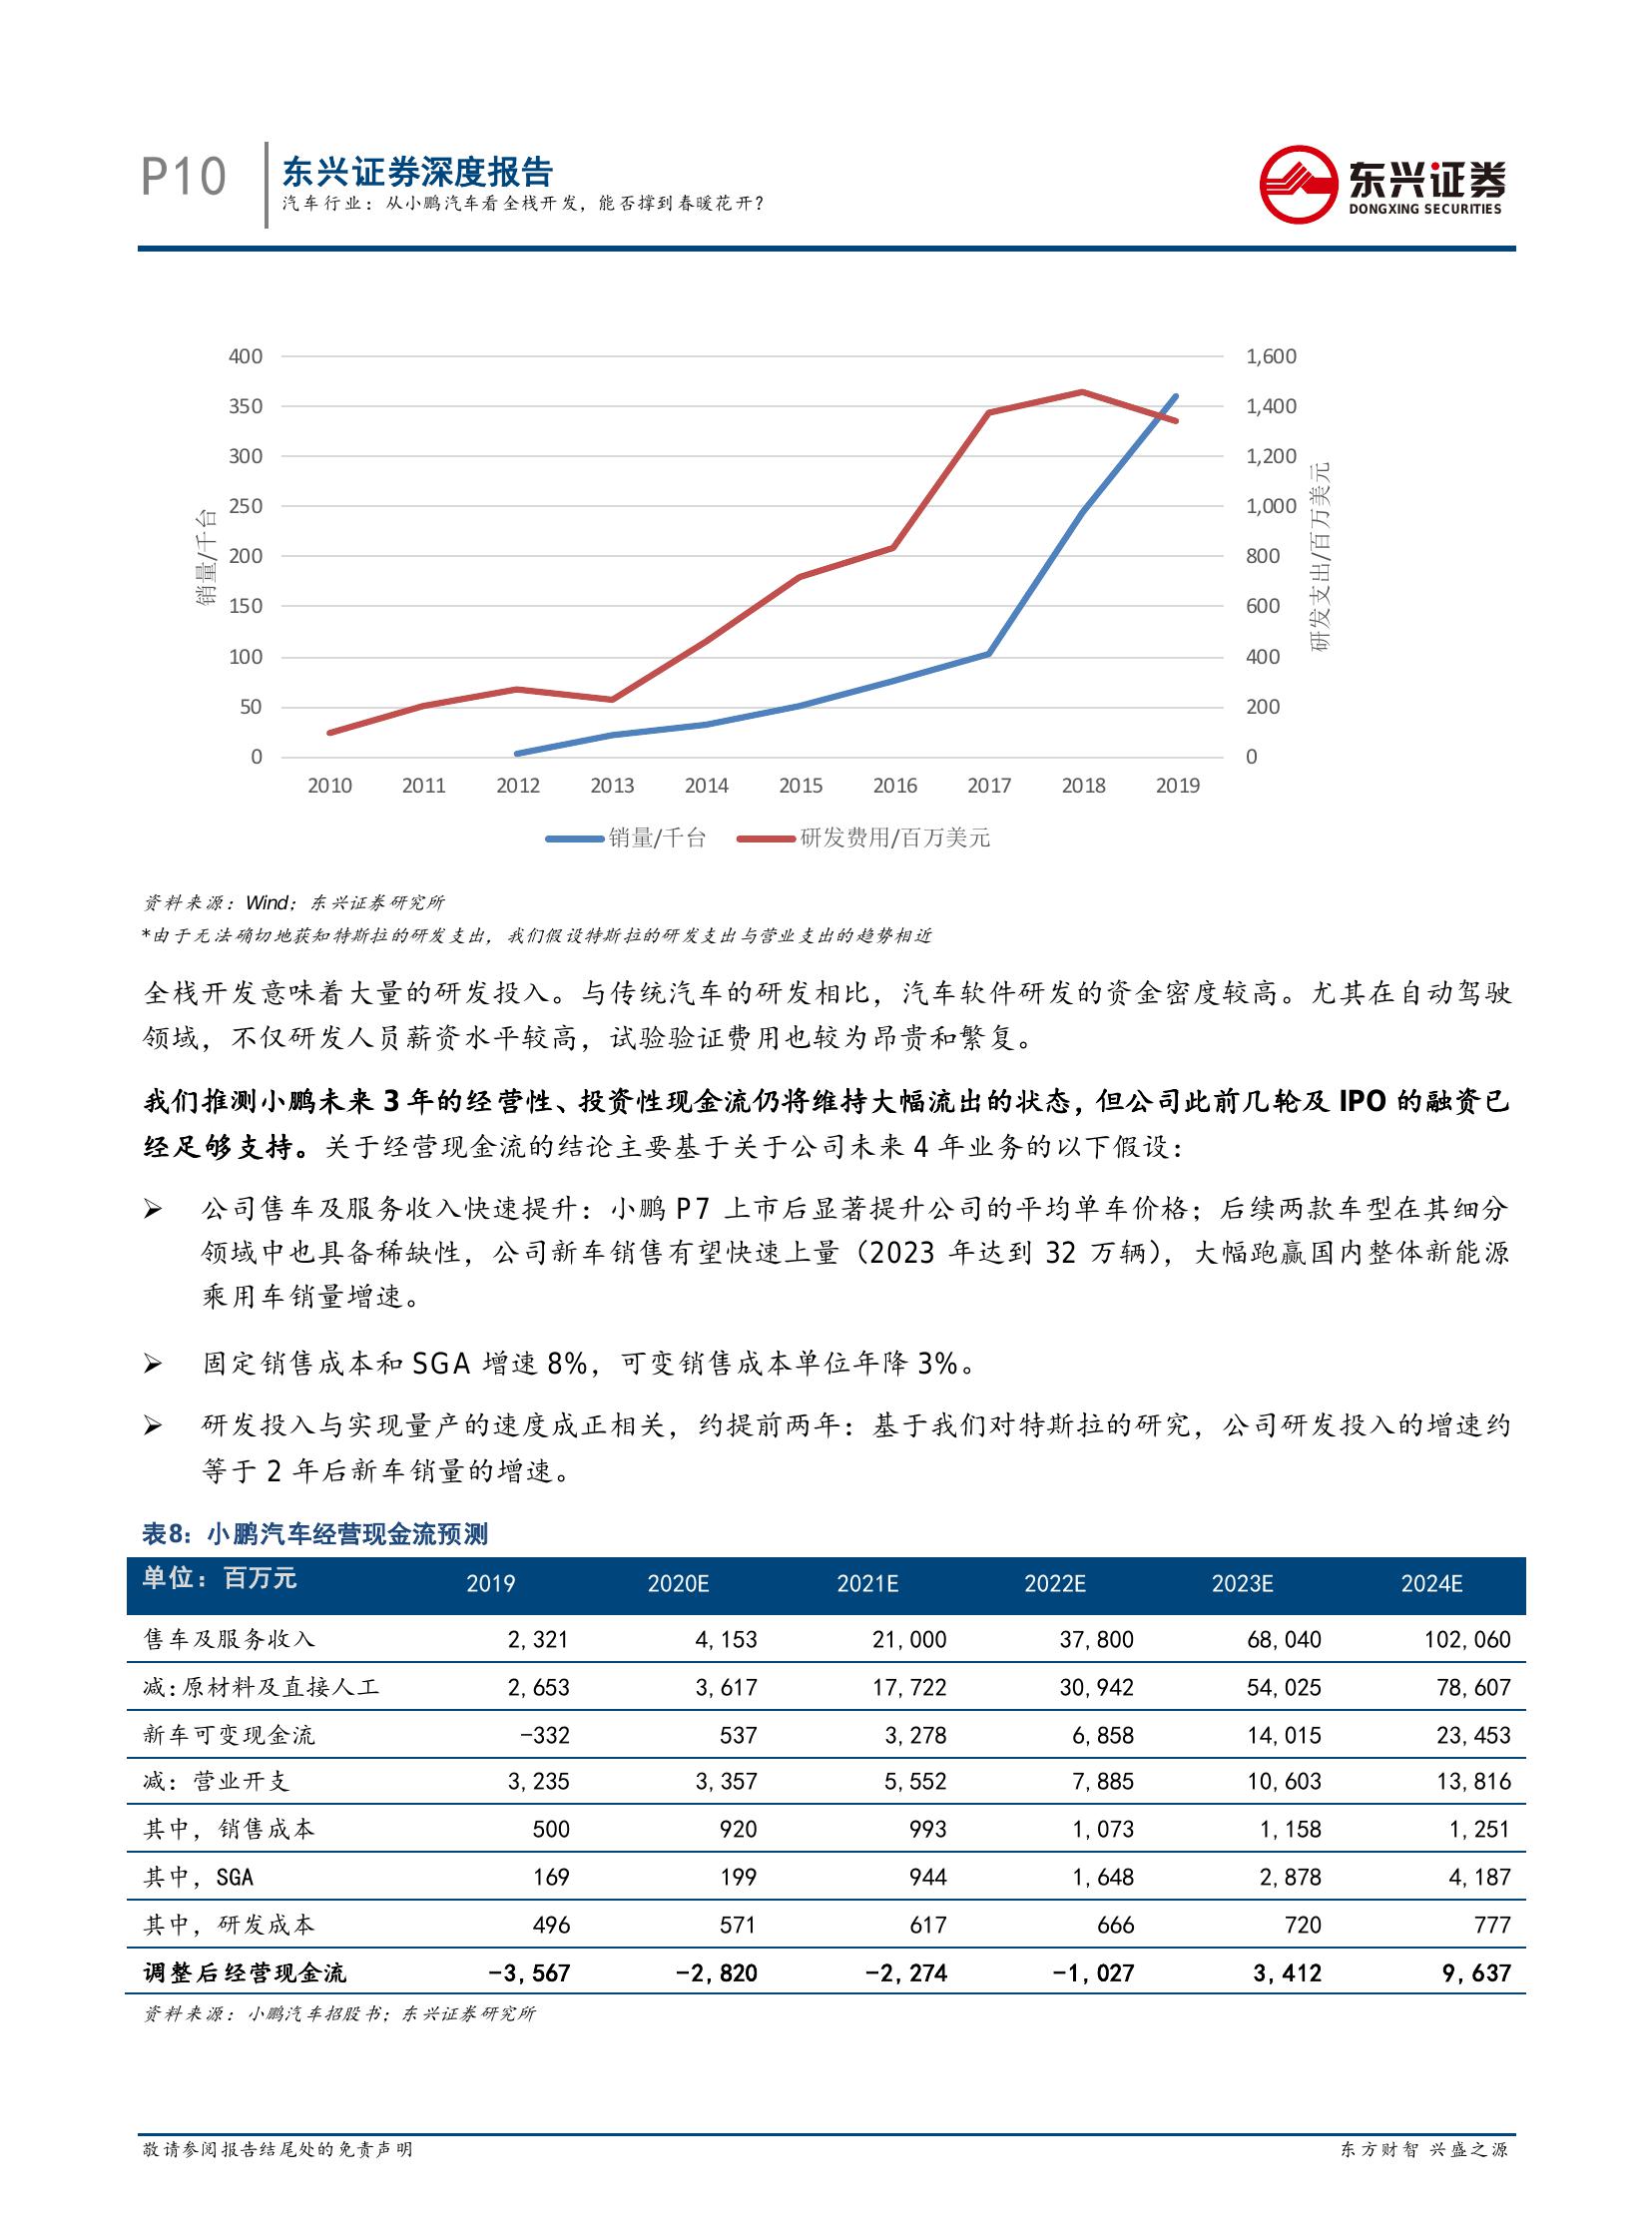 P10
东兴证券深度报告
汽车行业：从小鹏汽车看全栈开发，能否撑到春暖花开？
东兴证券
DONGXING SECURITIES
400
350
300
250
200
150
100
50
0
销量/千台
1,600
1,400
1,200
1,000
800
600
400
200
0
研发支出/百万美元
2010 2011 2012 2013 2014 2015 2016 2017 2018 2019
销量/千台 研发费用/百万美元
资料来源：Wind；东兴证券研究所
*由于无法确切地获知特斯拉的研发支出，我们假设特斯拉的研发支出与营业支出的趋势相近
全栈开发意味着大量的研发投入。与传统汽车的研发相比，汽车软件研发的资金密度较高。尤其在自动驾驶
领域，不仅研发人员薪资水平较高，试验验证费用也较为昂贵和繁复。
我们推测小鹏未来 3 年的经营性、投资性现金流仍将维持大幅流出的状态，但公司此前几轮及 IPO 的融资已
经足够支持。关于经营现金流的结论主要基于关于公司未来 4 年业务的以下假设：
➢ 公司售车及服务收入快速提升：小鹏 P7 上市后显著提升公司的平均单车价格；后续两款车型在其细分
领域中也具备稀缺性，公司新车销售有望快速上量（2023 年达到 32 万辆），大幅跑赢国内整体新能源
乘用车销量增速。
➢ 固定销售成本和 SGA 增速 8%，可变销售成本单位年降 3%。
➢ 研发投入与实现量产的速度成正相关，约提前两年：基于我们对特斯拉的研究，公司研发投入的增速约
等于 2 年后新车销量的增速。
表8：小鹏汽车经营现金流预测
单位：百万元 2019 2020E 2021E 2022E 2023E 2024E
售车及服务收入 2,321 4,153 21,000 37,800 68,040 102,060
减:原材料及直接人工 2,653 3,617 17,722 30,942 54,025 78,607
新车可变现金流 -332 537 3,278 6,858 14,015 23,453
减：营业开支 3,235 3,357 5,552 7,885 10,603 13,816
其中，销售成本 500 920 993 1,073 1,158 1,251
其中，SGA 169 199 944 1,648 2,878 4,187
其中，研发成本 496 571 617 666 720 777
调整后经营现金流 -3,567 -2,820 -2,274 -1,027 3,412 9,637
资料来源：小鹏汽车招股书；东兴证券研究所
敬请参阅报告结尾处的免责声明 东方财智 兴盛之源